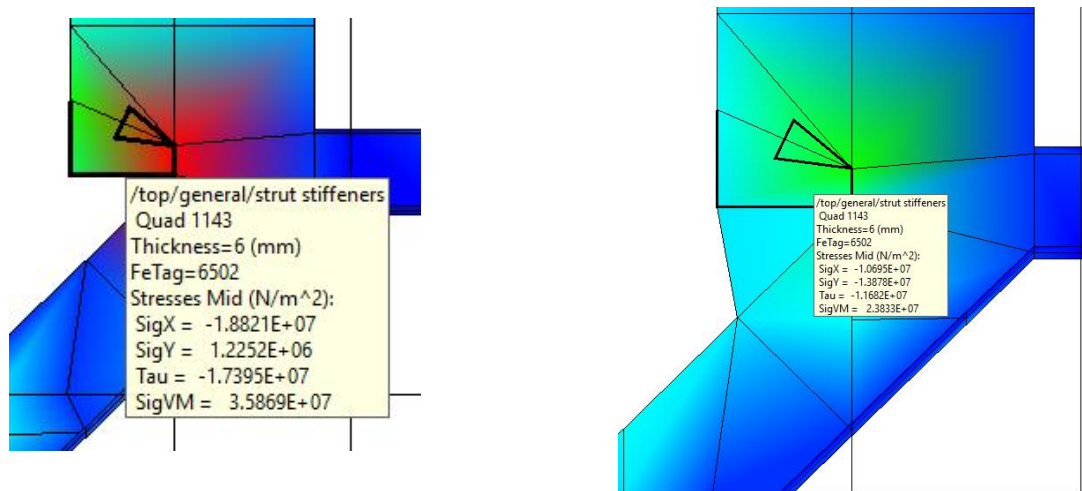 /top/general/strut stiffeners
Quad 1143
Thickness=6 (mm)
FeTag=6502
Stresses Mid (N/m^2):
SigX = -1.8821E+07
SigY = 1.2252E+06
Tau = -1.7395E+07
SigVM = 3.5869E+07
/top/general/strut stiffeners
Quad 1143
Thickness=6 (mm)
FeTag=6502
Stresses Mid (N/m^2):
SigX = -1.0695E+07
SigY = -1.3878E+07
Tau = -1.1682E+07
SigVM = 2.3833E+07